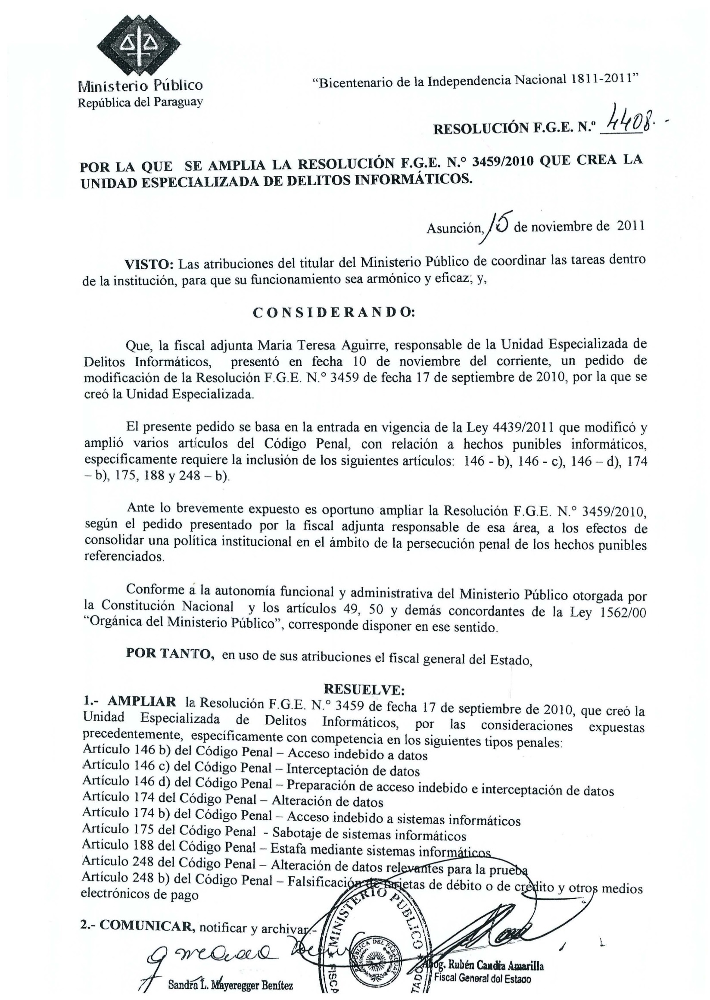 Ministerio Público
República del Paraguay
“Bicentenario de la Independencia Nacional 1811-2011”
RESOLUCIÓN F.G.E. N.º 4408.-
POR LA QUE SE AMPLIA LA RESOLUCIÓN F.G.E. N.º 3459/2010 QUE CREA LA
UNIDAD ESPECIALIZADA DE DELITOS INFORMÁTICOS.
Asunción, 15 de noviembre de 2011
VISTO: Las atribuciones del titular del Ministerio Público de coordinar las tareas dentro
de la institución, para que su funcionamiento sea armónico y eficaz; y,
CONSIDERANDO:
Que, la fiscal adjunta María Teresa Aguirre, responsable de la Unidad Especializada de
Delitos Informáticos, presentó en fecha 10 de noviembre del corriente, un pedido de
modificación de la Resolución F.G.E. N.º 3459 de fecha 17 de septiembre de 2010, por la que se
creó la Unidad Especializada.
El presente pedido se basa en la entrada en vigencia de la Ley 4439/2011 que modificó y
amplió varios artículos del Código Penal, con relación a hechos punibles informáticos,
específicamente requiere la inclusión de los siguientes artículos: 146 - b), 146 - c), 146 – d), 174
– b), 175, 188 y 248 – b).
Ante lo brevemente expuesto es oportuno ampliar la Resolución F.G.E. N.º 3459/2010,
según el pedido presentado por la fiscal adjunta responsable de esa área, a los efectos de
consolidar una política institucional en el ámbito de la persecución penal de los hechos punibles
referenciados.
Conforme a la autonomía funcional y administrativa del Ministerio Público otorgada por
la Constitución Nacional y los artículos 49, 50 y demás concordantes de la Ley 1562/00
“Orgánica del Ministerio Público”, corresponde disponer en ese sentido.
POR TANTO, en uso de sus atribuciones el fiscal general del Estado,
RESUELVE:
1.- AMPLIAR la Resolución F.G.E. N.º 3459 de fecha 17 de septiembre de 2010, que creó la
Unidad Especializada de Delitos Informáticos, por las consideraciones expuestas
precedentemente, específicamente con competencia en los siguientes tipos penales:
Artículo 146 b) del Código Penal – Acceso indebido a datos
Artículo 146 c) del Código Penal – Interceptación de datos
Artículo 146 d) del Código Penal – Preparación de acceso indebido e interceptación de datos
Artículo 174 del Código Penal – Alteración de datos
Artículo 174 b) del Código Penal – Acceso indebido a sistemas informáticos
Artículo 175 del Código Penal - Sabotaje de sistemas informáticos
Artículo 188 del Código Penal – Estafa mediante sistemas informáticos
Artículo 248 del Código Penal – Alteración de datos relevantes para la prueba
Artículo 248 b) del Código Penal – Falsificación de tarjetas de débito o de crédito y otros medios
electrónicos de pago
2.- COMUNICAR, notificar y archivar.-
MINISTERIO PUBLICO
REPÚBLICA DEL PARAGUAY
Abog. Rubén Candia Amarilla
Fiscal General del Estado
Sandra L. Mayeregger Benítez